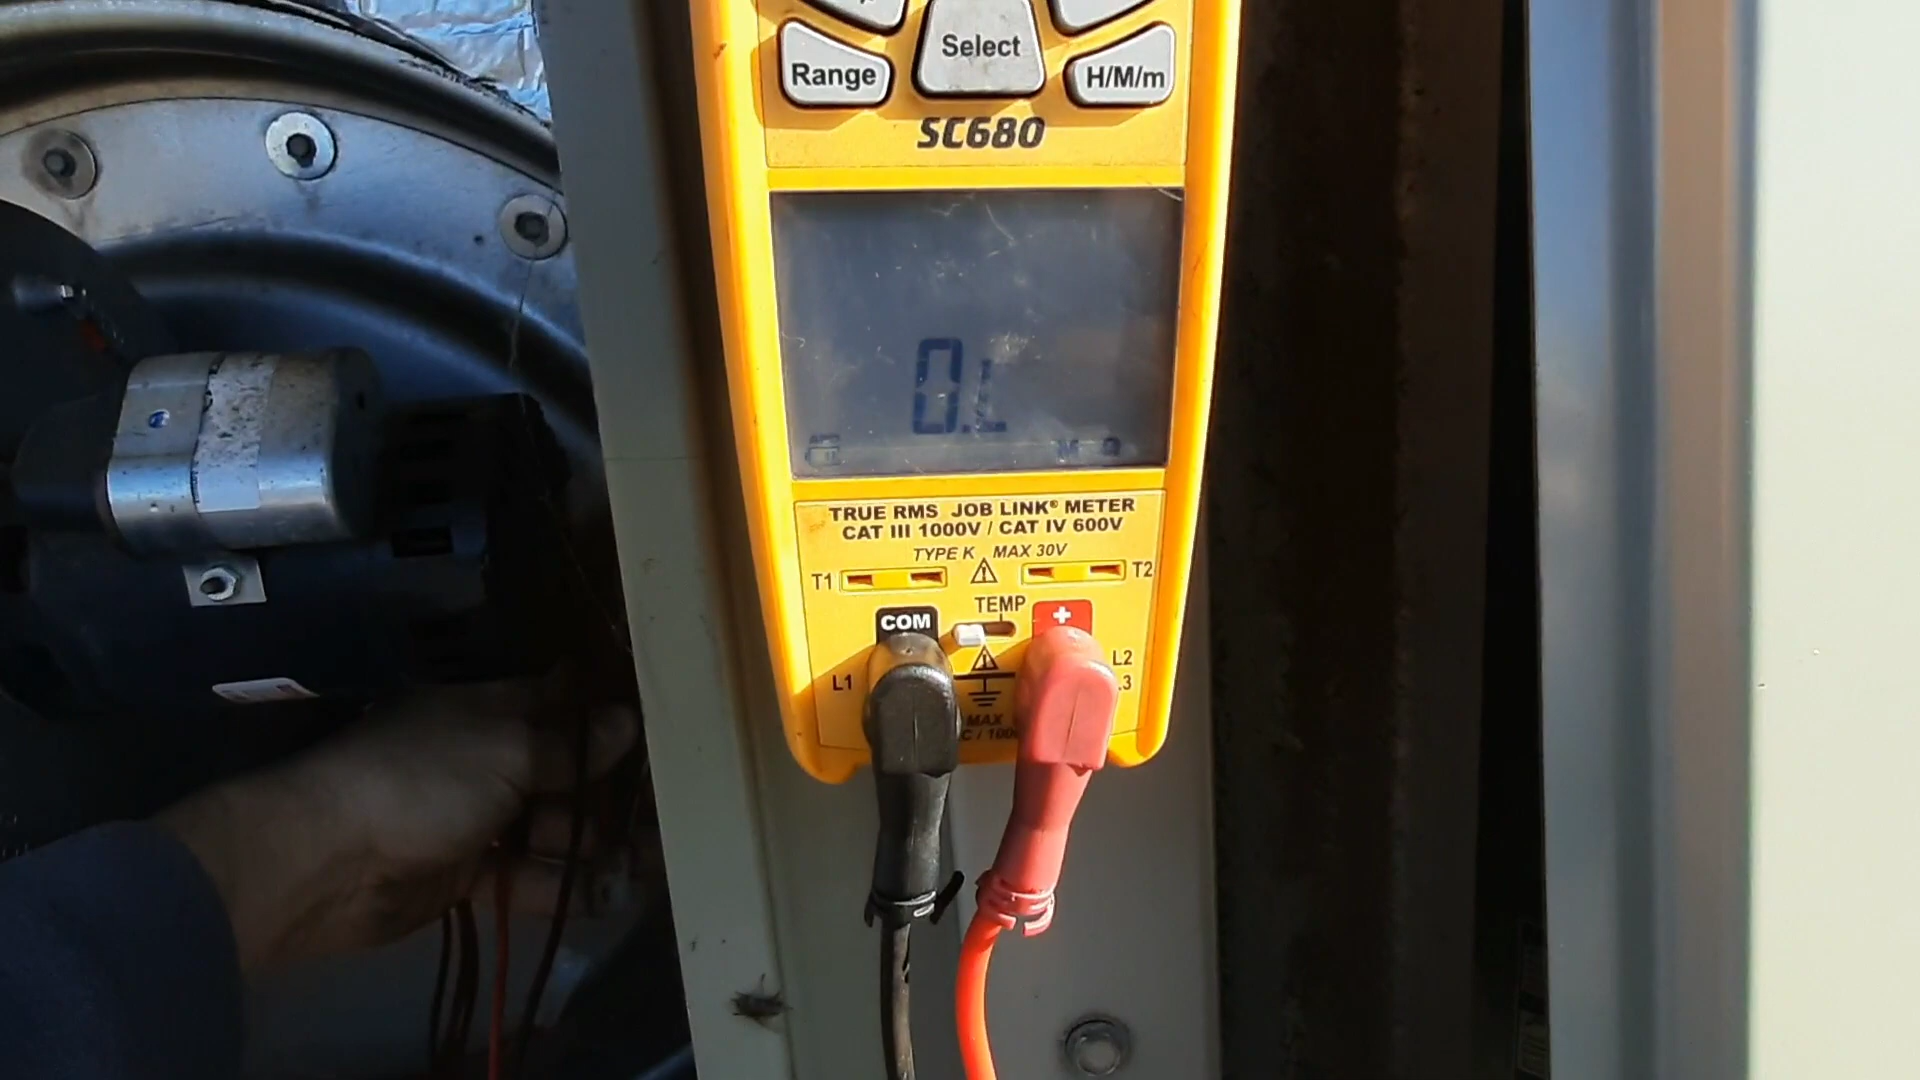 Select
Range
H/M/m
SC680
O.L
M Ω
TRUE RMS JOB LINK® METER
CAT III 1000V / CAT IV 600V
TYPE K MAX 30V
T1
T2
TEMP
COM
+
L2
L1
MAX